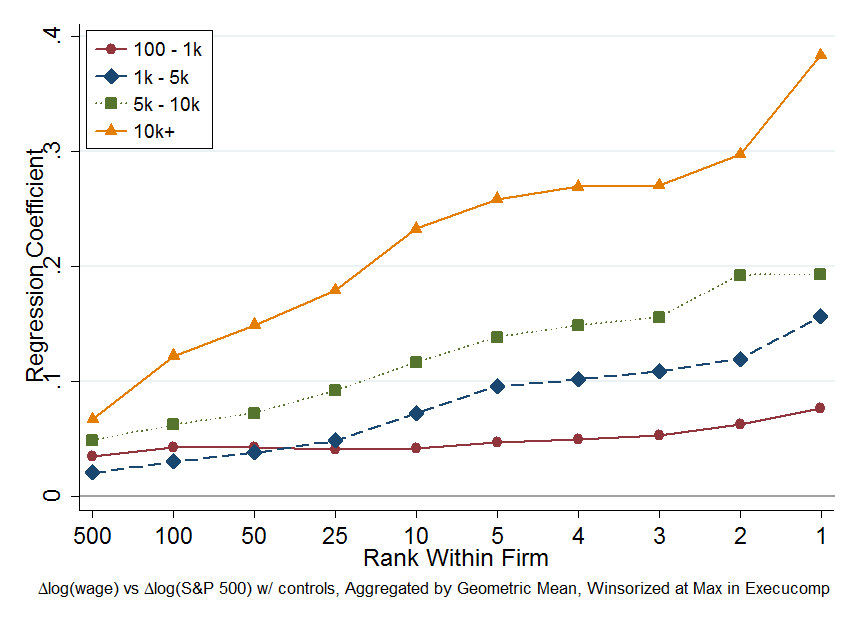 100 - 1k
1k - 5k
5k - 10k
10k+
Regression Coefficient
.4
.3
.2
.1
0
500 100 50 25 10 5 4 3 2 1
Rank Within Firm
Δlog(wage) vs Δlog(S&P 500) w/ controls, Aggregated by Geometric Mean, Winsorized at Max in Execucomp